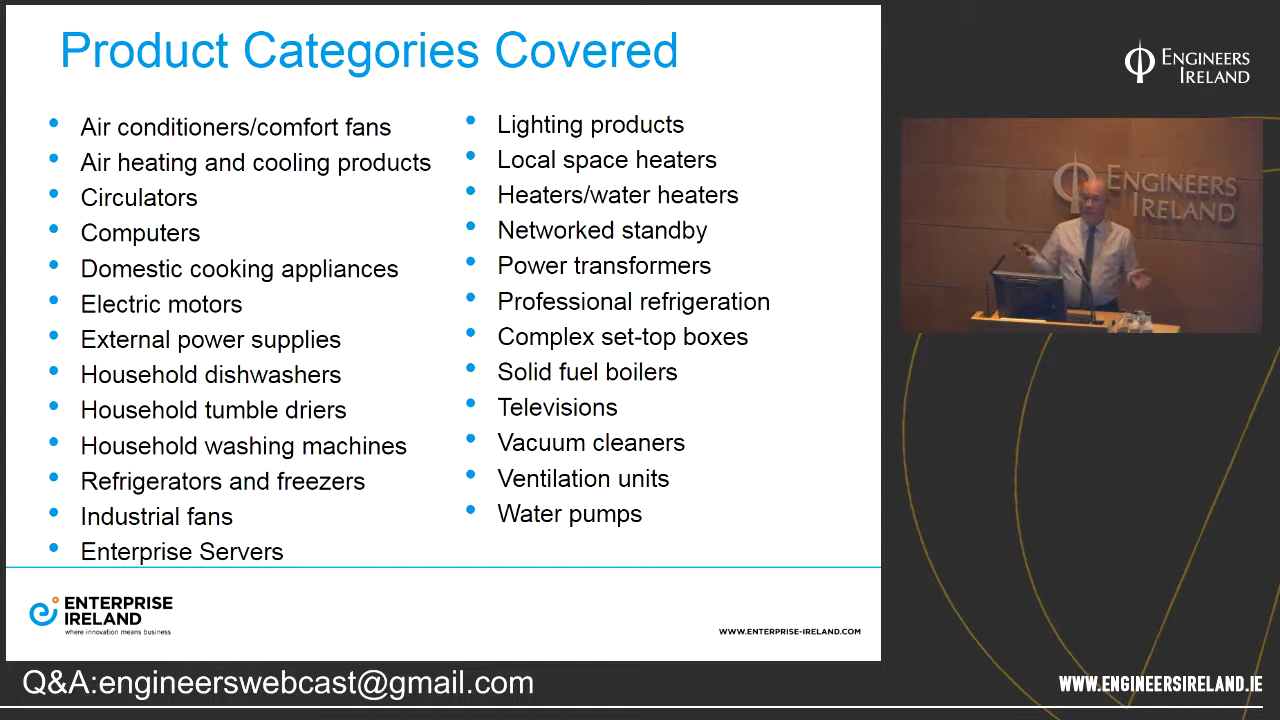 Product Categories Covered
Air conditioners/comfort fans
Air heating and cooling products
Circulators
Computers
Domestic cooking appliances
Electric motors
External power supplies
Household dishwashers
Household tumble driers
Household washing machines
Refrigerators and freezers
Industrial fans
Enterprise Servers
Lighting products
Local space heaters
Heaters/water heaters
Networked standby
Power transformers
Professional refrigeration
Complex set-top boxes
Solid fuel boilers
Televisions
Vacuum cleaners
Ventilation units
Water pumps
ENTERPRISE
IRELAND
where innovation means business
WWW.ENTERPRISE-IRELAND.COM
ENGINEERS
IRELAND
ENGINEERS
IRELAND
Q&A:engineerswebcast@gmail.com
WWW.ENGINEERSIRELAND.IE